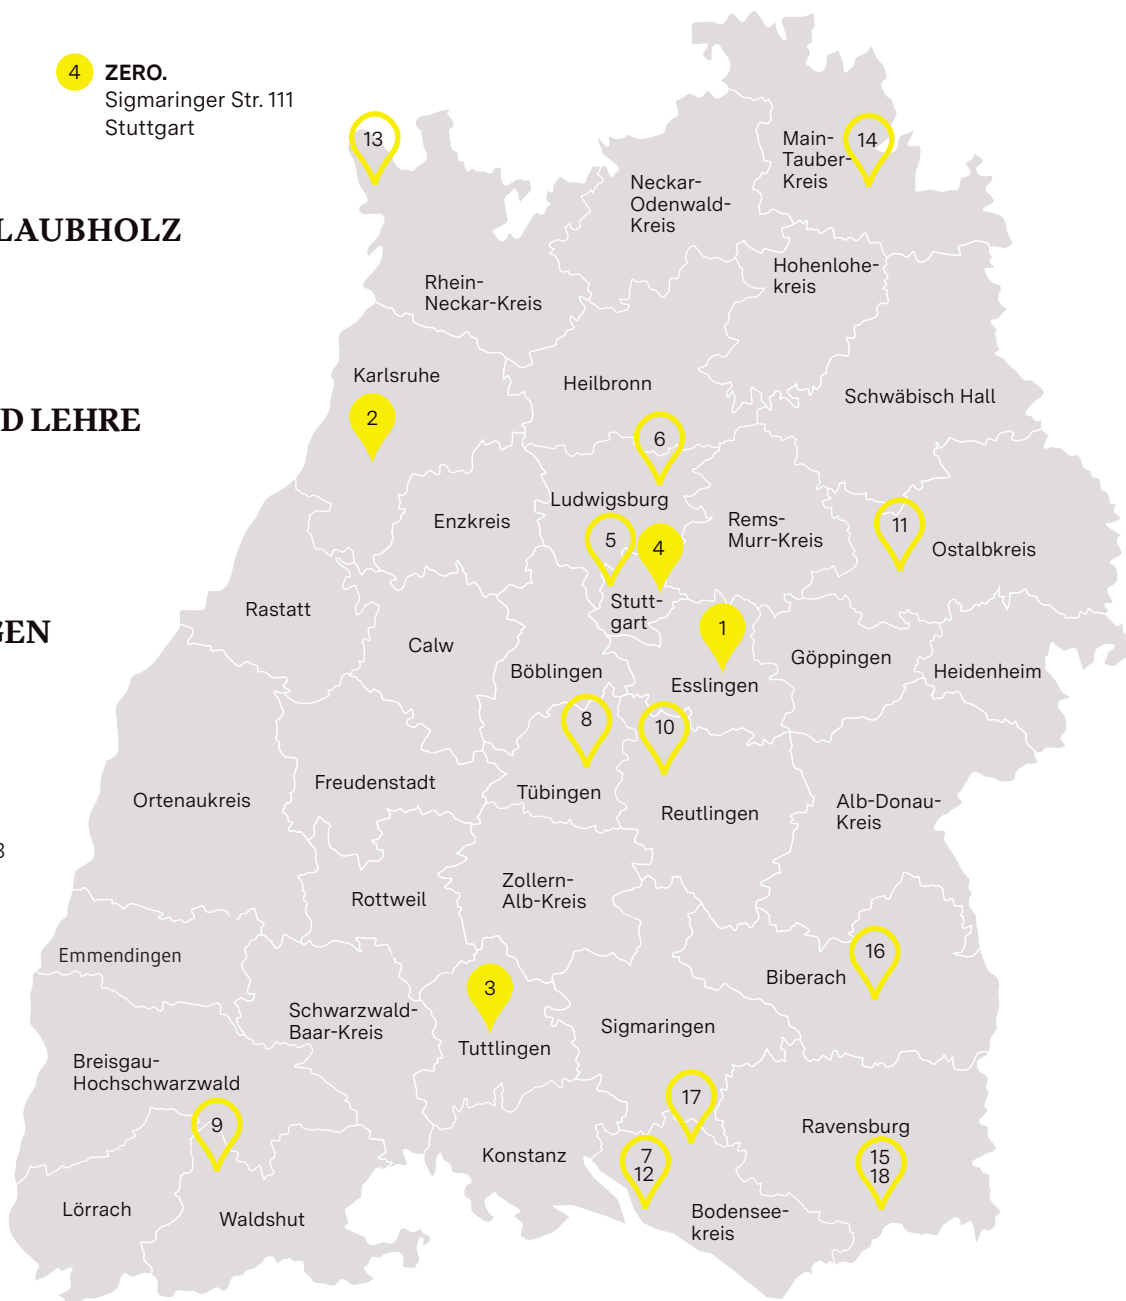 4 ZERO.
Sigmaringer Str. 111
Stuttgart
LAUBHOLZ
D LEHRE
GEN
3
13
14
Main-
Tauber-
Kreis
Neckar-
Odenwald-
Kreis
Hohenlohe-
kreis
Rhein-
Neckar-Kreis
Karlsruhe
2
Heilbronn
Schwäbisch Hall
6
Ludwigsburg
Enzkreis
5
4
Rems-
Murr-Kreis
11
Ostalbkreis
Rastatt
Stutt-
gart
1
Calw
Böblingen
Esslingen
Göppingen
Heidenheim
8
10
Freudenstadt
Ortenaukreis
Tübingen
Reutlingen
Alb-Donau-
Kreis
Rottweil
Zollern-
Alb-Kreis
Emmendingen
16
Biberach
3
Schwarzwald-
Baar-Kreis
Tuttlingen
Sigmaringen
Breisgau-
Hochschwarzwald
9
17
Ravensburg
Konstanz
7
12
15
18
Lörrach
Waldshut
Bodensee-
kreis